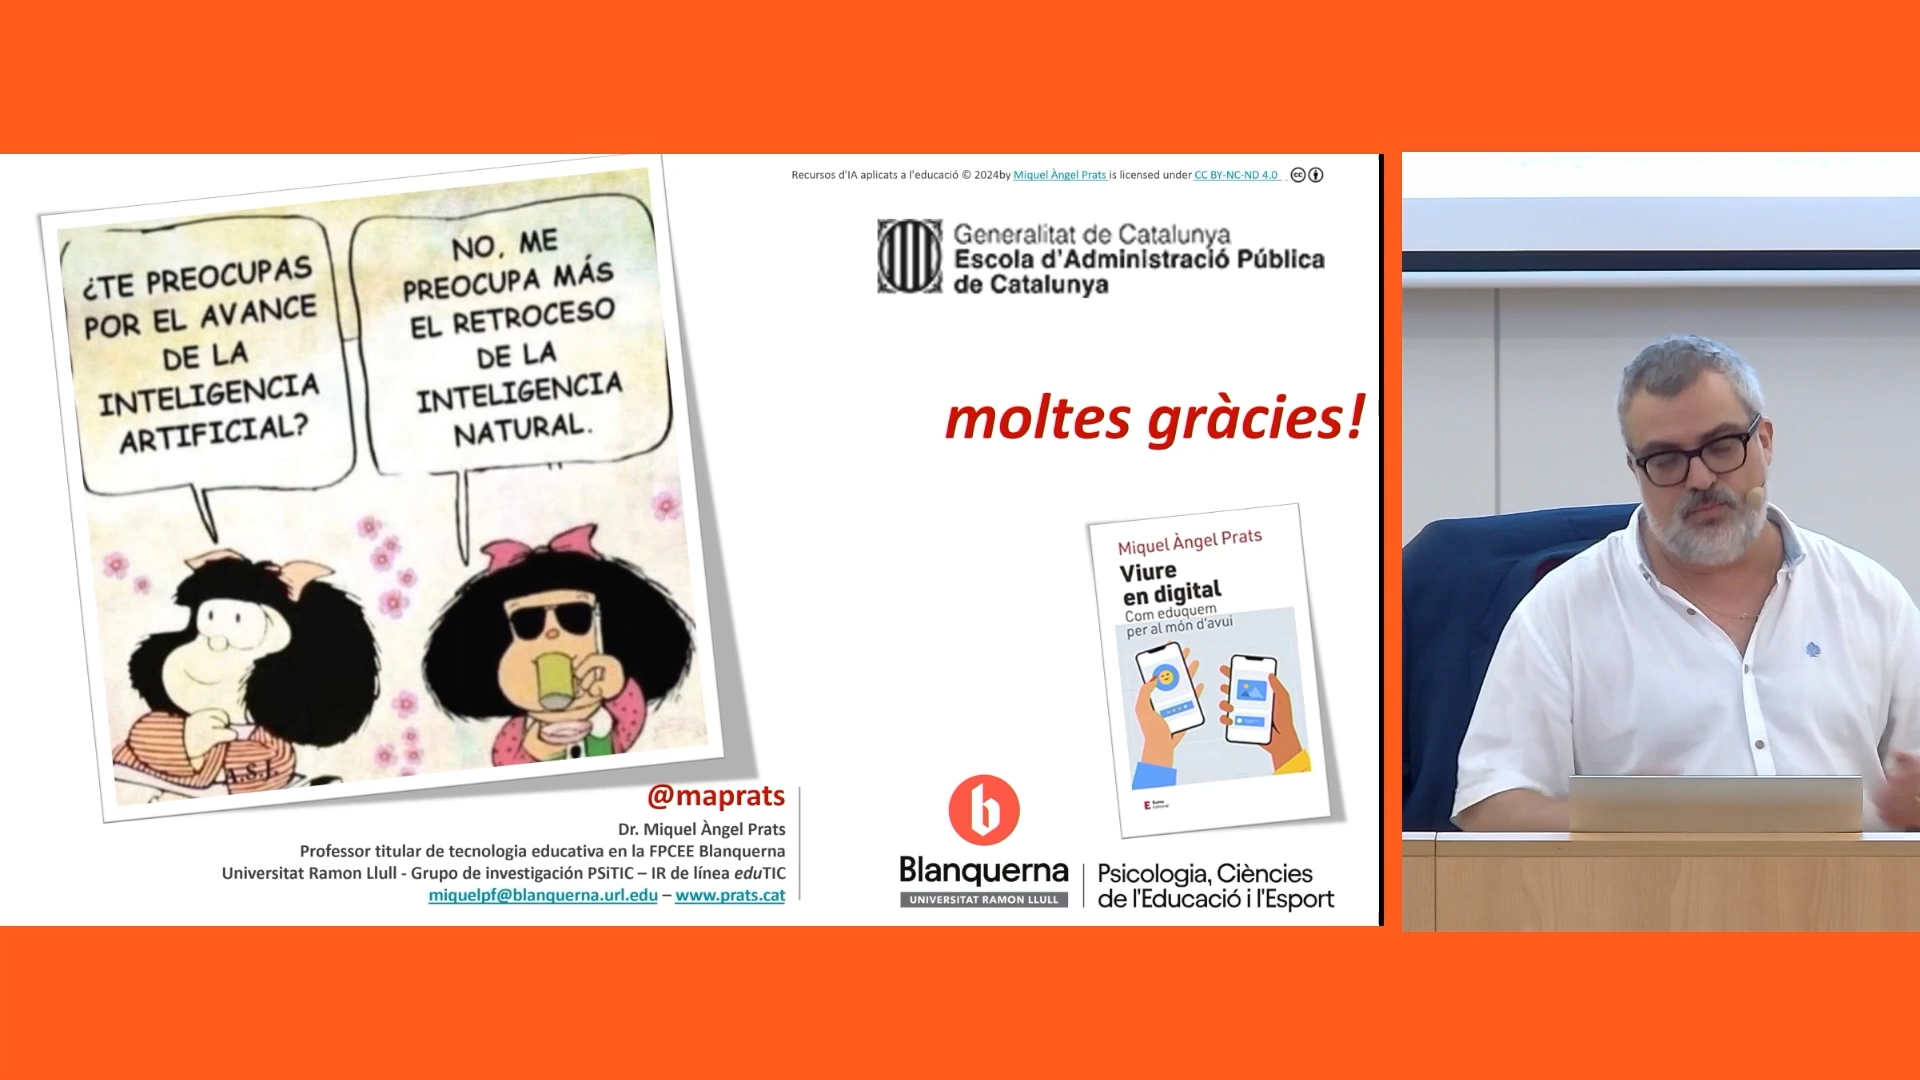 Recursos d'IA aplicats a l'educació © 2024by Miquel Àngel Prats is licensed under CC BY-NC-ND 4.0
Generalitat de Catalunya
Escola d'Administració Pública
de Catalunya
¿TE PREOCUPAS
POR EL AVANCE
DE LA
INTELIGENCIA
ARTIFICIAL?
NO, ME
PREOCUPA MÁS
EL RETROCESO
DE LA
INTELIGENCIA
NATURAL.
A.S.J.
moltes gràcies!
Miquel Àngel Prats
Viure
en digital
Com eduquem
per al món d'avui
@maprats
Dr. Miquel Àngel Prats
Professor titular de tecnologia educativa en la FPCEE Blanquerna
Universitat Ramon Llull - Grupo de investigación PSiTIC – IR de línea eduTIC
miquelpf@blanquerna.url.edu – www.prats.cat
b
Blanquerna
UNIVERSITAT RAMON LLULL
Psicologia, Ciències
de l'Educació i l'Esport